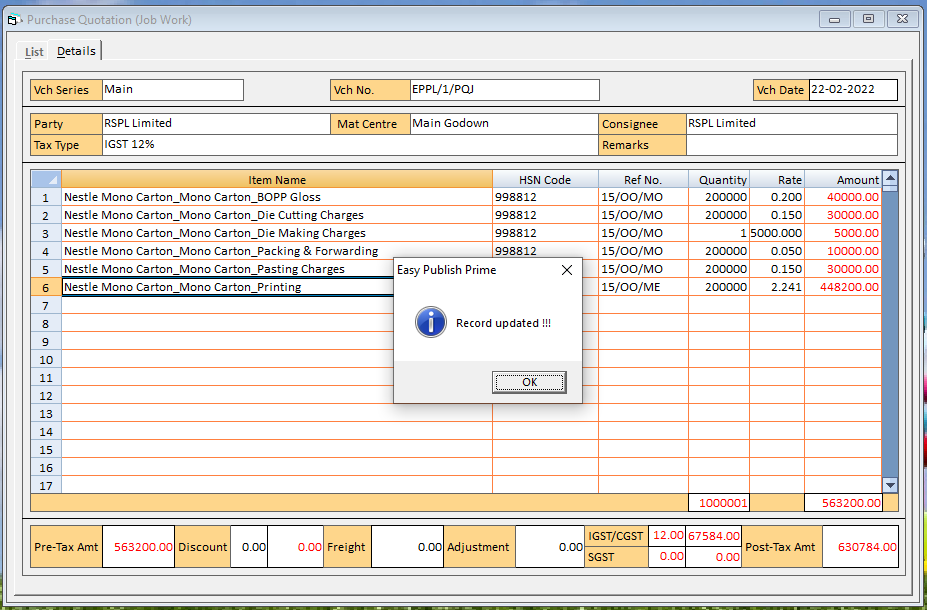 Purchase Quotation (Job Work)
List Details
Vch Series Main Vch No. EPPL/1/PQJ Vch Date 22-02-2022
Party RSPL Limited Mat Centre Main Godown Consignee RSPL Limited
Tax Type IGST 12% Remarks
Item Name HSN Code Ref No. Quantity Rate Amount
1 Nestle Mono Carton_Mono Carton_BOPP Gloss 998812 15/OO/MO 200000 0.200 40000.00
2 Nestle Mono Carton_Mono Carton_Die Cutting Charges 998812 15/OO/MO 200000 0.150 30000.00
3 Nestle Mono Carton_Mono Carton_Die Making Charges 998812 15/OO/MO 1 5000.000 5000.00
4 Nestle Mono Carton_Mono Carton_Packing & Forwarding 998812 15/OO/MO 200000 0.050 10000.00
5 Nestle Mono Carton_Mono Carton_Pasting Charges 15/OO/MO 200000 0.150 30000.00
6 Nestle Mono Carton_Mono Carton_Printing 15/OO/ME 200000 2.241 448200.00
7
8
9
10
11
12
13
14
15
16
17
Easy Publish Prime
Record updated !!!
OK
1000001 563200.00
Pre-Tax Amt 563200.00 Discount 0.00 0.00 Freight 0.00 Adjustment 0.00 IGST/CGST 12.00 67584.00 Post-Tax Amt 630784.00
SGST 0.00 0.00